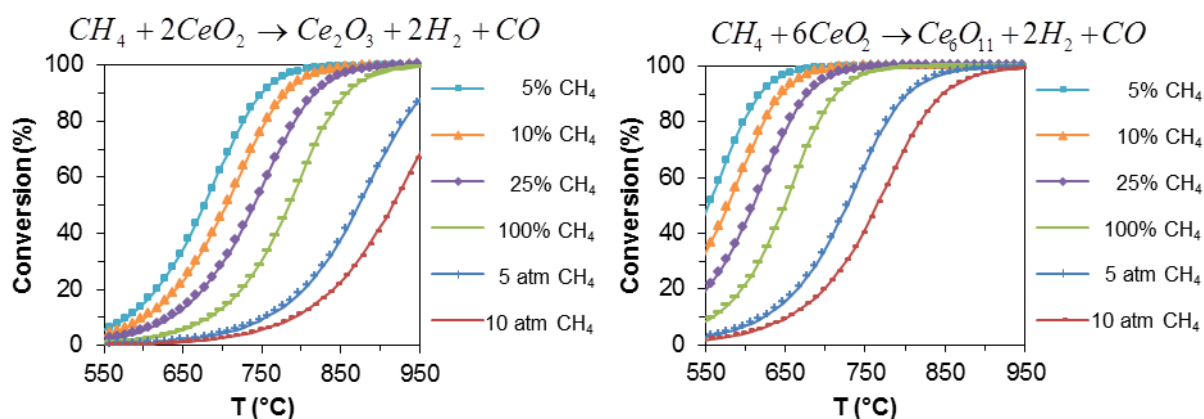 CH₄ + 2CeO₂ → Ce₂O₃ + 2H₂ + CO
Conversion (%)
100
80
60
40
20
0
550
650
750
850
950
T (°C)
5% CH₄
10% CH₄
25% CH₄
100% CH₄
5 atm CH₄
10 atm CH₄
CH₄ + 6CeO₂ → Ce₆O₁₁ + 2H₂ + CO
Conversion (%)
100
80
60
40
20
0
550
650
750
850
950
T (°C)
5% CH₄
10% CH₄
25% CH₄
100% CH₄
5 atm CH₄
10 atm CH₄